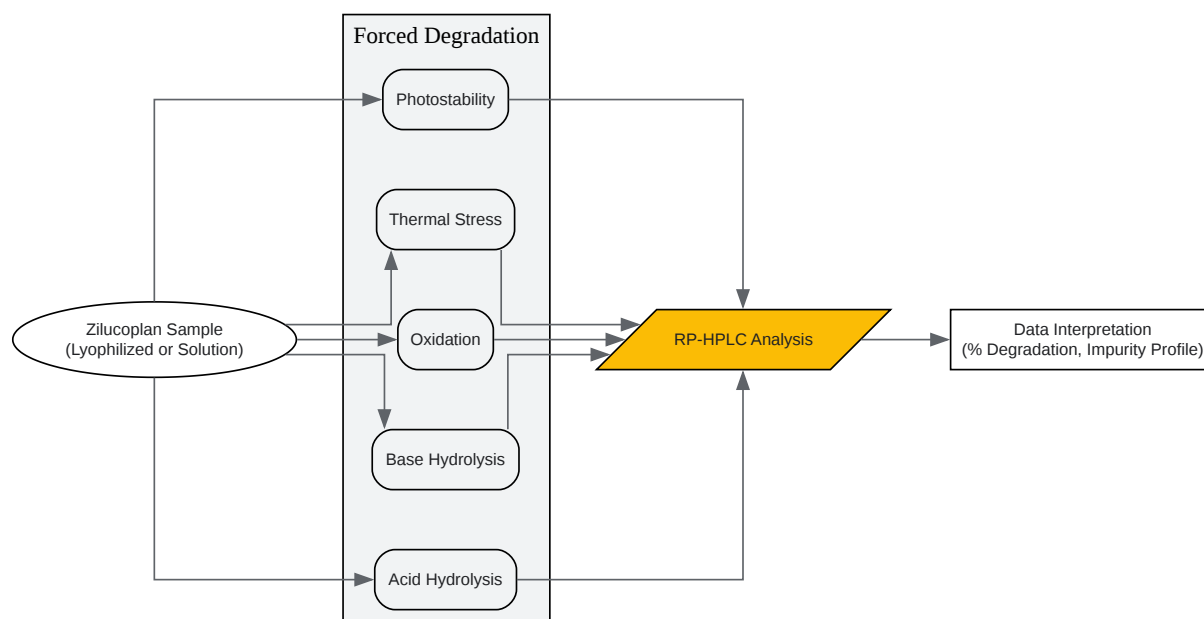 Forced Degradation
Photostability
Thermal Stress
Zilucoplan Sample
(Lyophilized or Solution)
Oxidation
RP-HPLC Analysis
Data Interpretation
(% Degradation, Impurity Profile)
Base Hydrolysis
Acid Hydrolysis